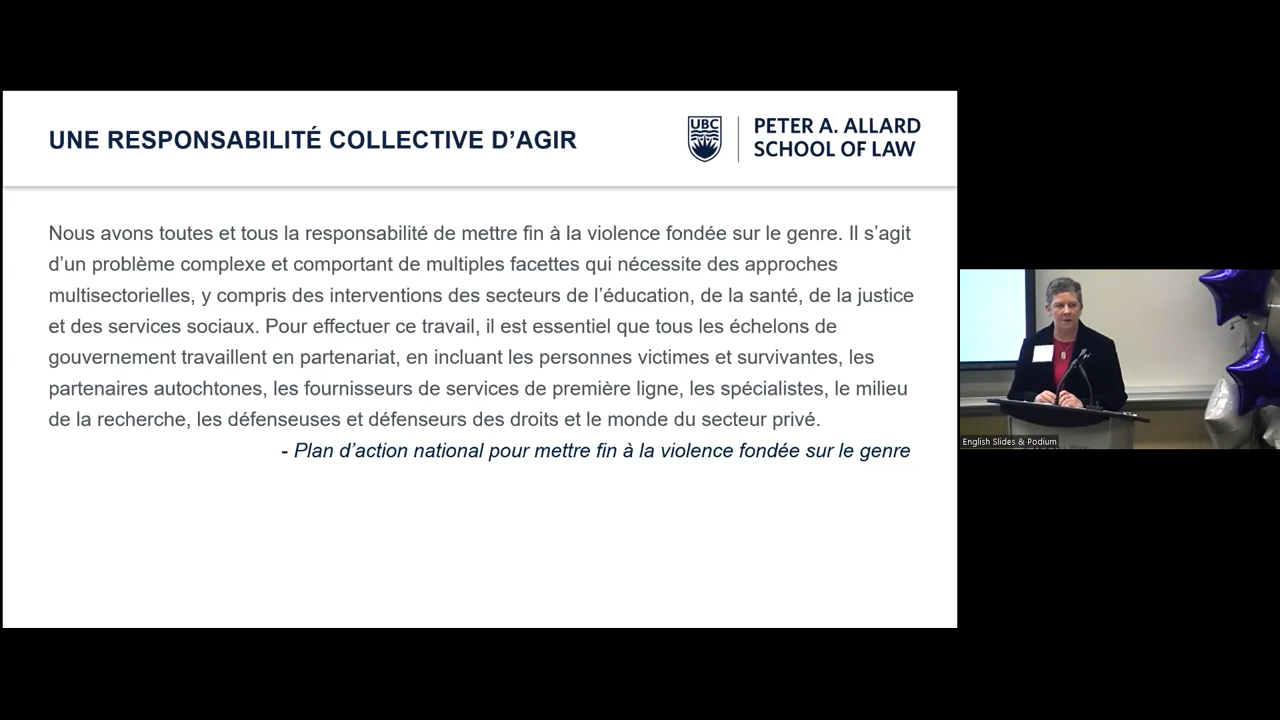 UNE RESPONSABILITÉ COLLECTIVE D’AGIR
UBC
PETER A. ALLARD
SCHOOL OF LAW
Nous avons toutes et tous la responsabilité de mettre fin à la violence fondée sur le genre. Il s’agit
d’un problème complexe et comportant de multiples facettes qui nécessite des approches
multisectorielles, y compris des interventions des secteurs de l’éducation, de la santé, de la justice
et des services sociaux. Pour effectuer ce travail, il est essentiel que tous les échelons de
gouvernement travaillent en partenariat, en incluant les personnes victimes et survivantes, les
partenaires autochtones, les fournisseurs de services de première ligne, les spécialistes, le milieu
de la recherche, les défenseuses et défenseurs des droits et le monde du secteur privé.
- Plan d’action national pour mettre fin à la violence fondée sur le genre
English Slides & Podium